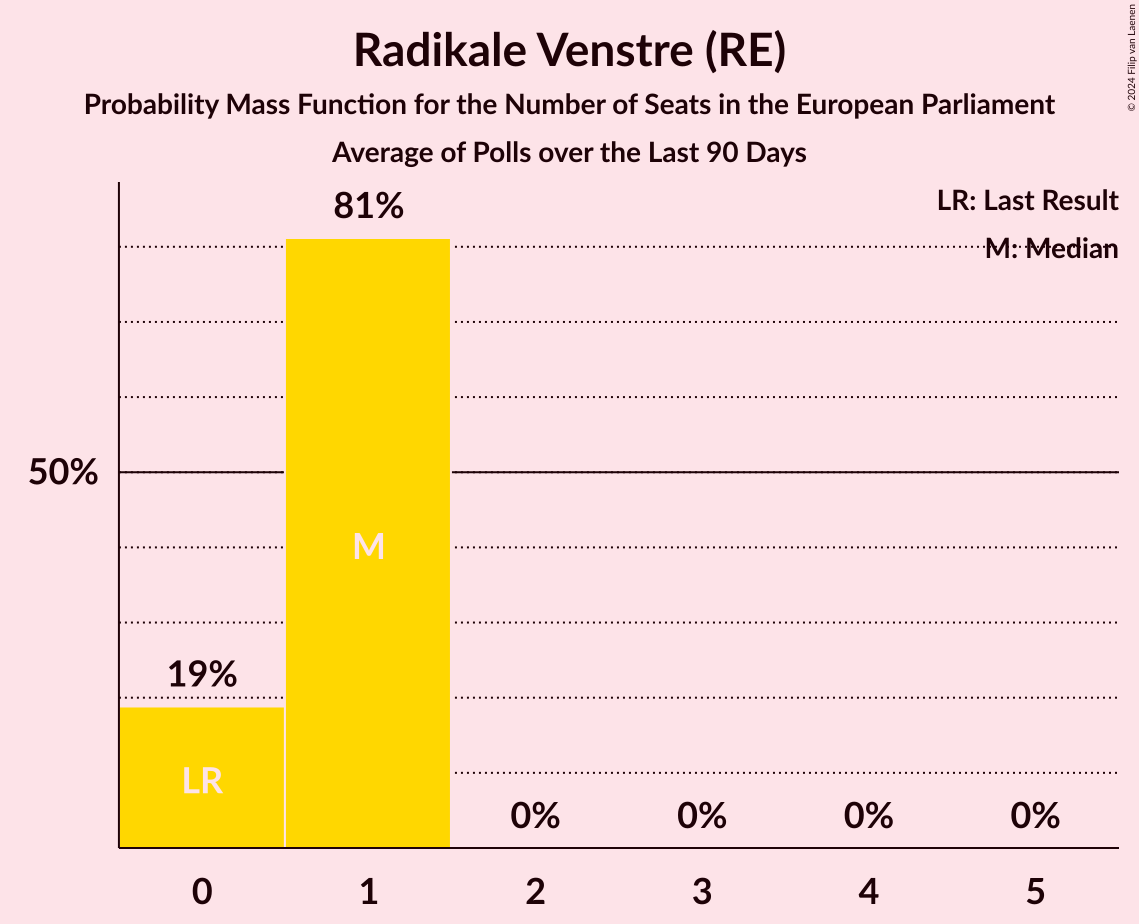 Radikale Venstre (RE)
Probability Mass Function for the Number of Seats in the European Parliament
Average of Polls over the Last 90 Days
© 2024 Filip van Laenen
LR: Last Result
M: Median
81%
50%
M
19%
LR
0%
0%
0%
0%
0
1
2
3
4
5